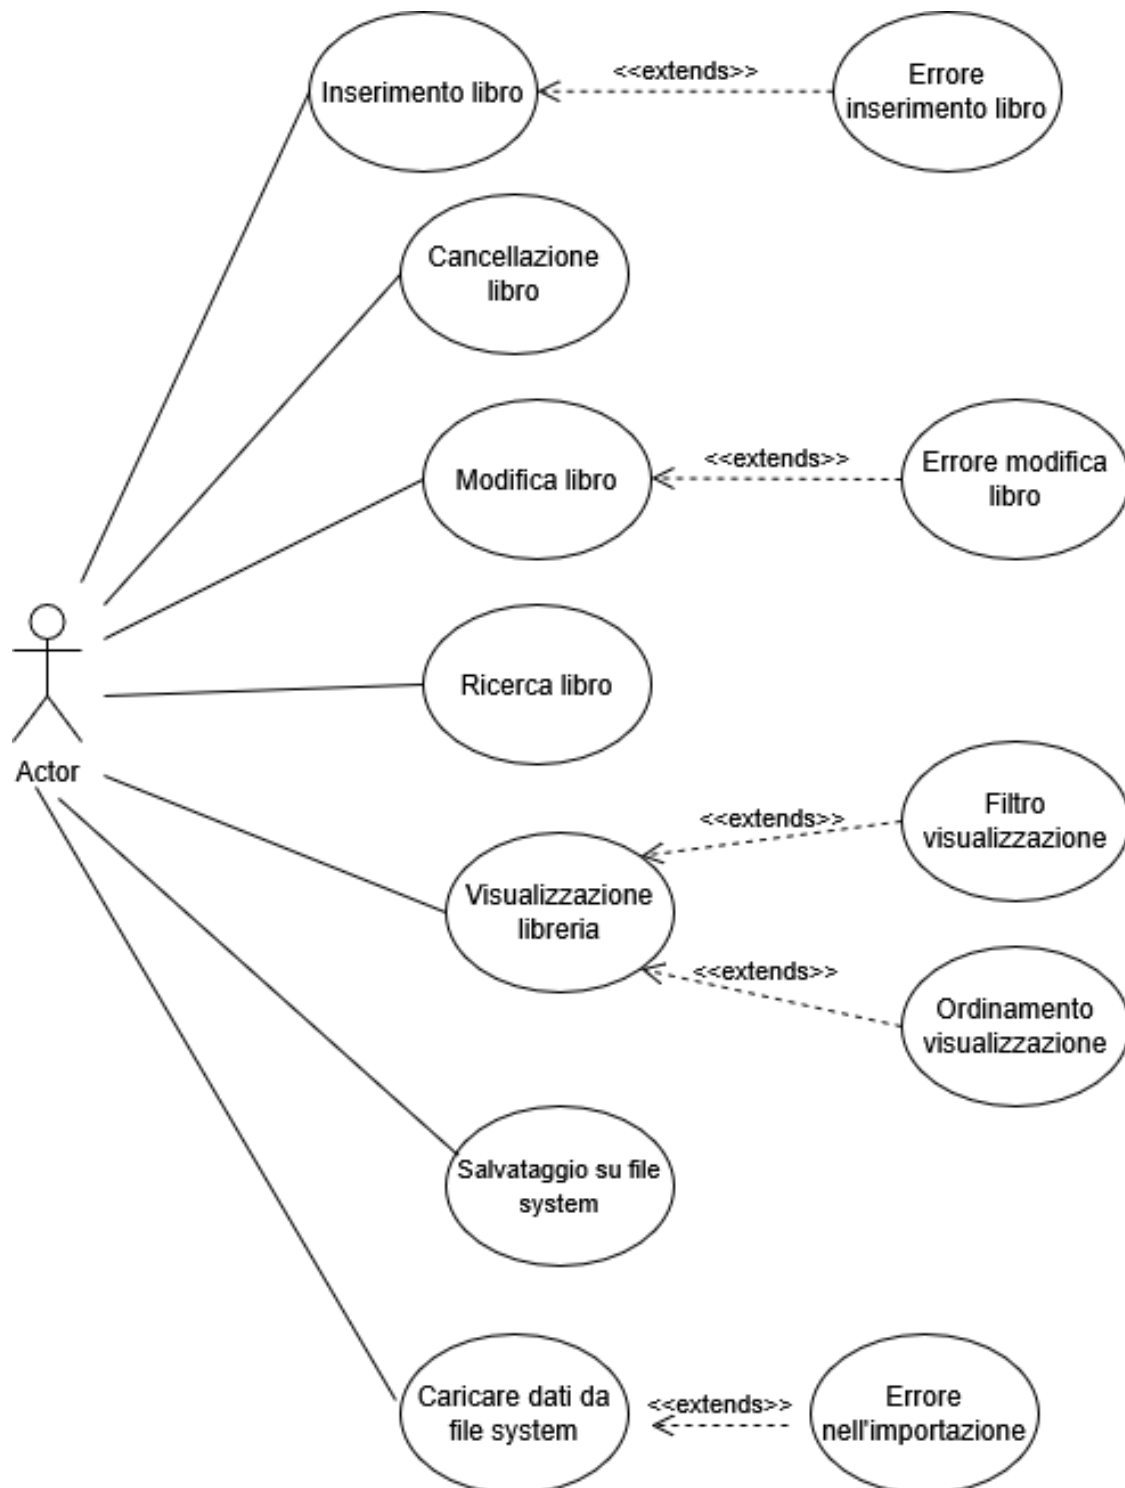 Inserimento libro
<<extends>>
Errore
inserimento libro
Cancellazione
libro
Modifica libro
<<extends>>
Errore modifica
libro
Ricerca libro
Actor
Filtro
visualizzazione
<<extends>>
Visualizzazione
libreria
<<extends>>
Ordinamento
visualizzazione
Salvataggio su file
system
Caricare dati da
file system
<<extends>>
Errore
nell'importazione